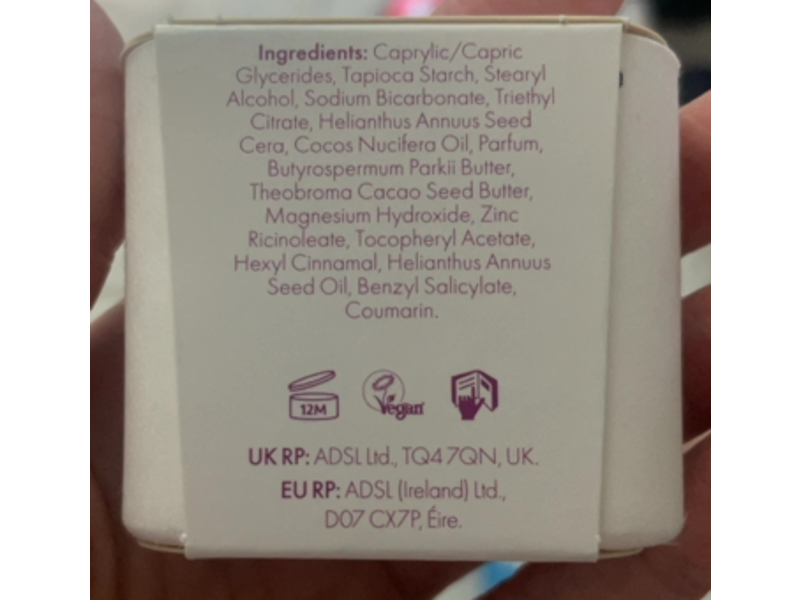 Ingredients: Caprylic/Capric
Glycerides, Tapioca Starch, Stearyl
Alcohol, Sodium Bicarbonate, Triethyl
Citrate, Helianthus Annuus Seed
Cera, Cocos Nucifera Oil, Parfum,
Butyrospermum Parkii Butter,
Theobroma Cacao Seed Butter,
Magnesium Hydroxide, Zinc
Ricinoleate, Tocopheryl Acetate,
Hexyl Cinnamal, Helianthus Annuus
Seed Oil, Benzyl Salicylate,
Coumarin.
12M
Vegan
UK RP: ADSL Ltd., TQ4 7QN, UK.
EU RP: ADSL (Ireland) Ltd.,
D07 CX7P, Éire.